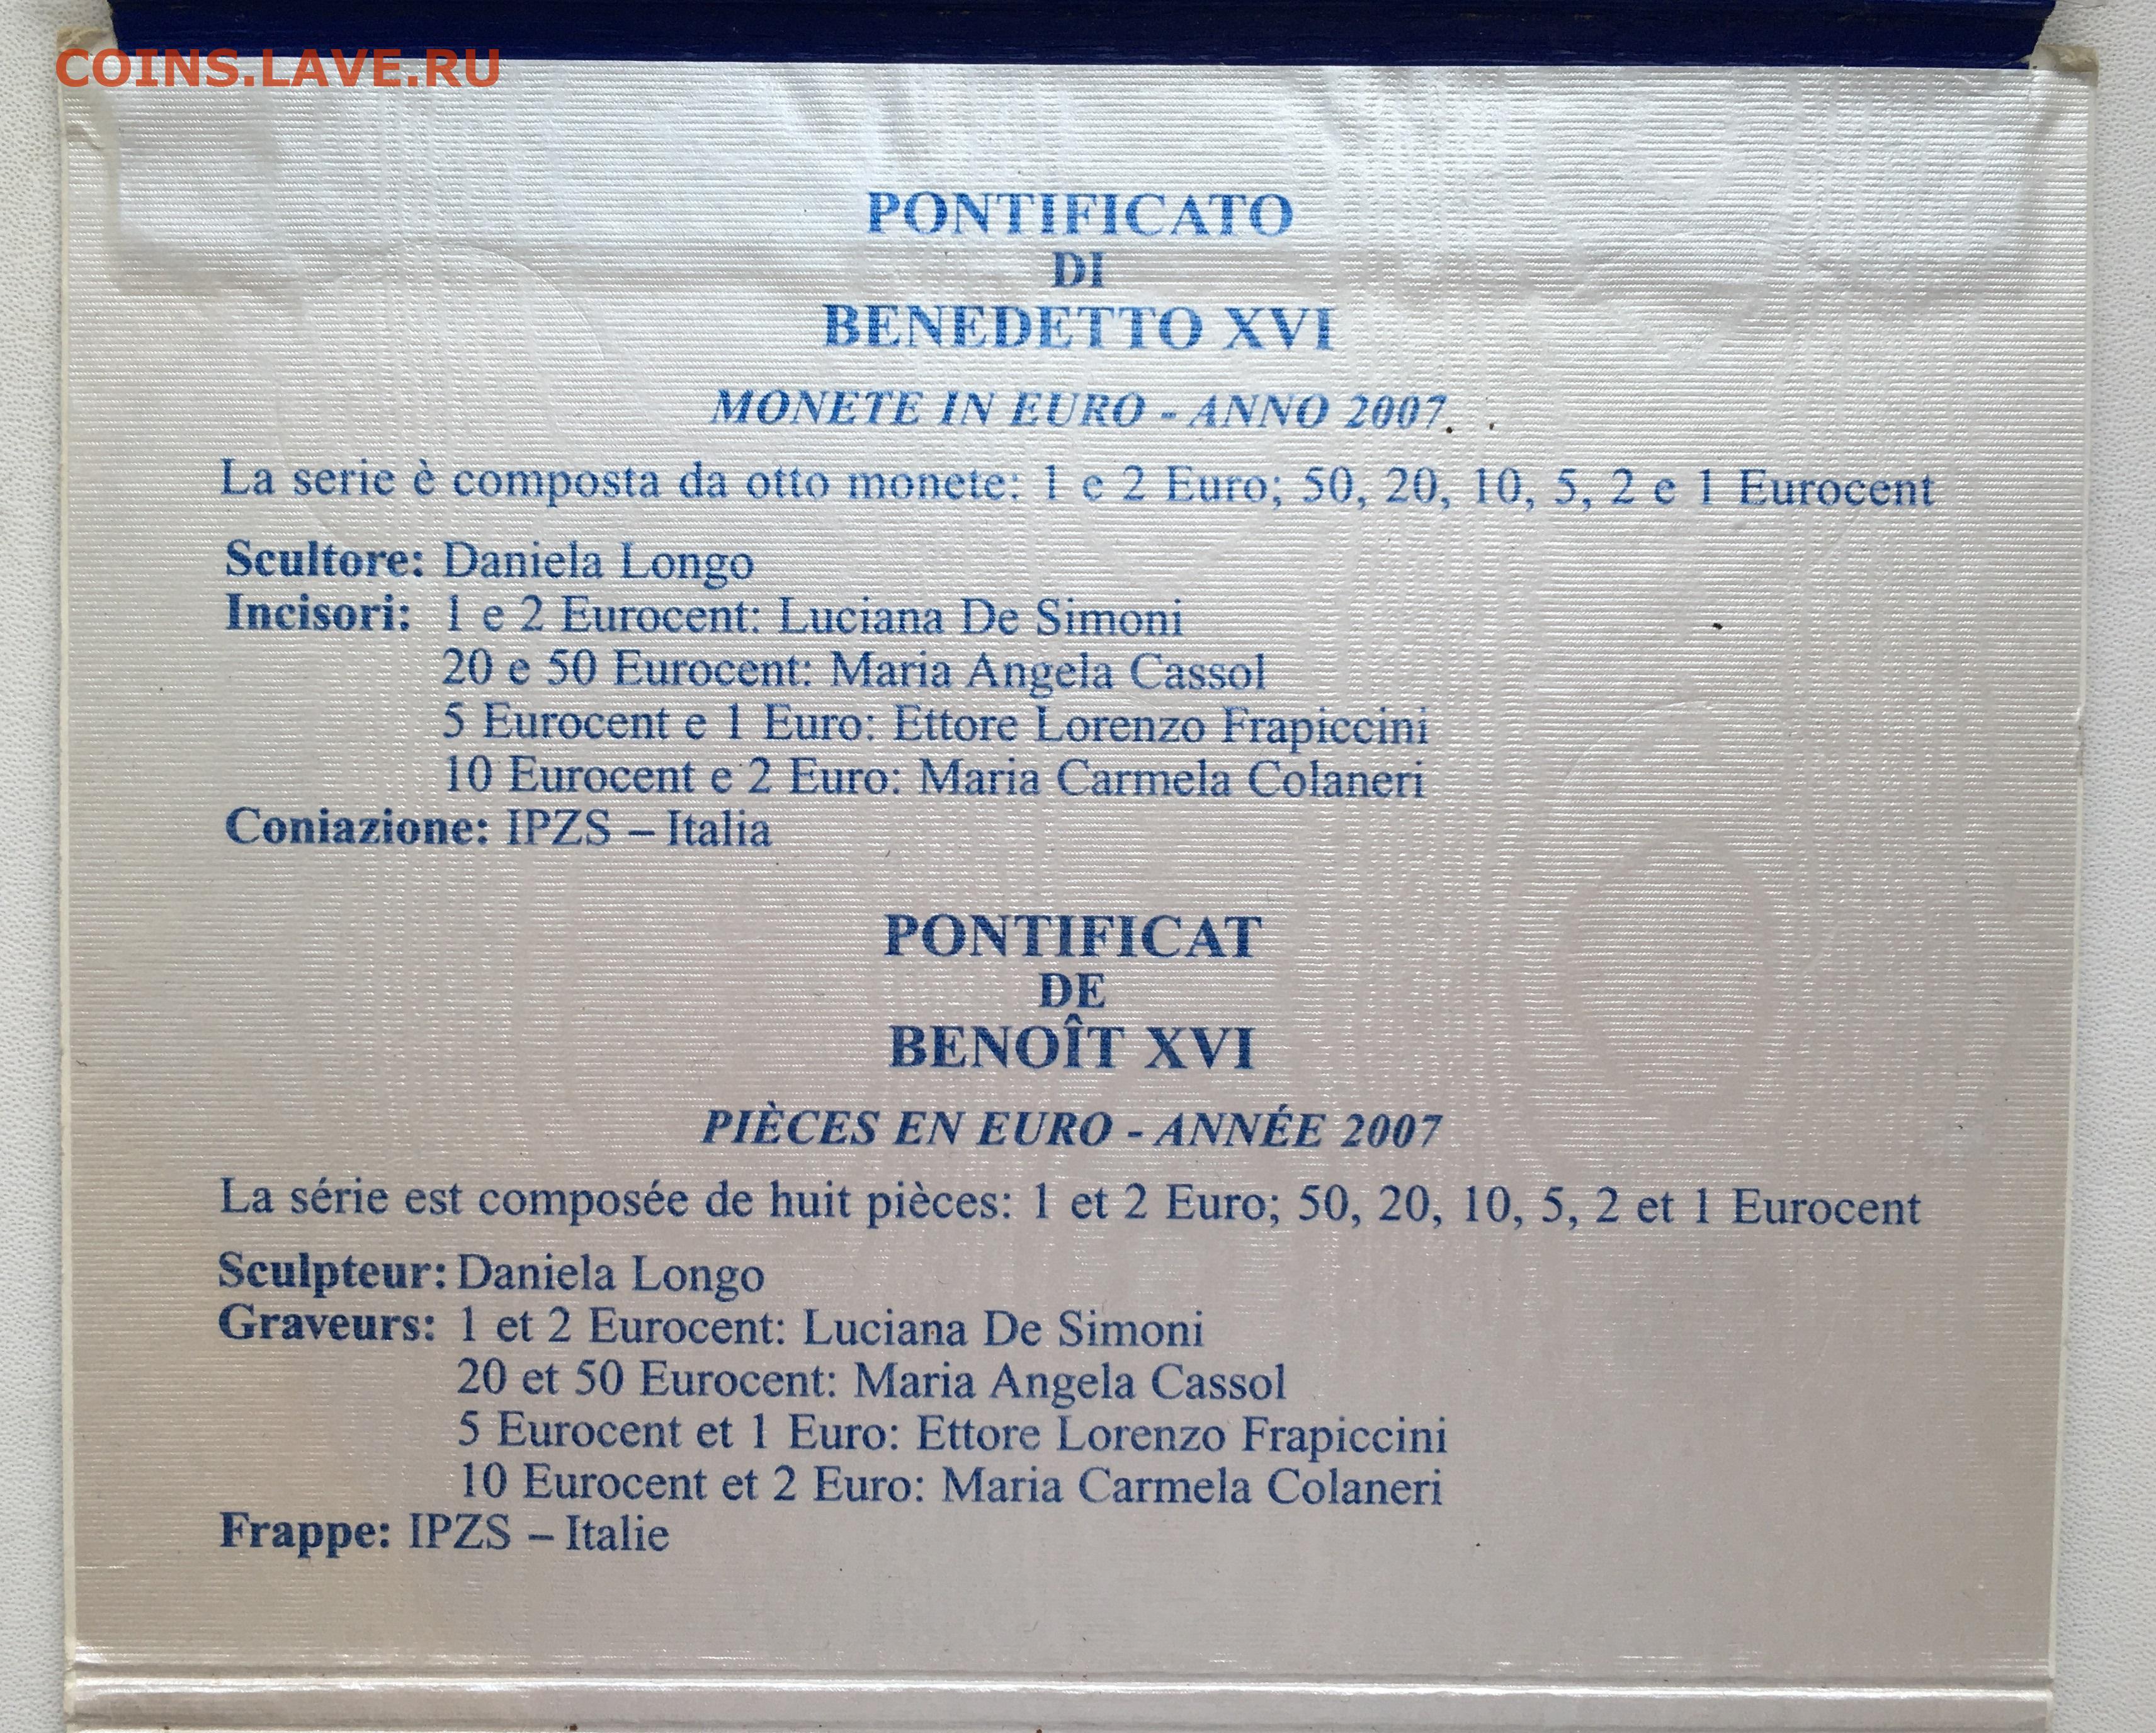 COINS.LAVE.RU
PONTIFICATO
DI
BENEDETTO XVI
MONETE IN EURO - ANNO 2007
La serie è composta da otto monete: 1 e 2 Euro; 50, 20, 10, 5, 2 e 1 Eurocent
Scultore: Daniela Longo
Incisori: 1 e 2 Eurocent: Luciana De Simoni
20 e 50 Eurocent: Maria Angela Cassol
5 Eurocent e 1 Euro: Ettore Lorenzo Frapiccini
10 Eurocent e 2 Euro: Maria Carmela Colaneri
Coniazione: IPZS – Italia
PONTIFICAT
DE
BENOÎT XVI
PIÈCES EN EURO - ANNÉE 2007
La série est composée de huit pièces: 1 et 2 Euro; 50, 20, 10, 5, 2 et 1 Eurocent
Sculpteur: Daniela Longo
Graveurs: 1 et 2 Eurocent: Luciana De Simoni
20 et 50 Eurocent: Maria Angela Cassol
5 Eurocent et 1 Euro: Ettore Lorenzo Frapiccini
10 Eurocent et 2 Euro: Maria Carmela Colaneri
Frappe: IPZS – Italie